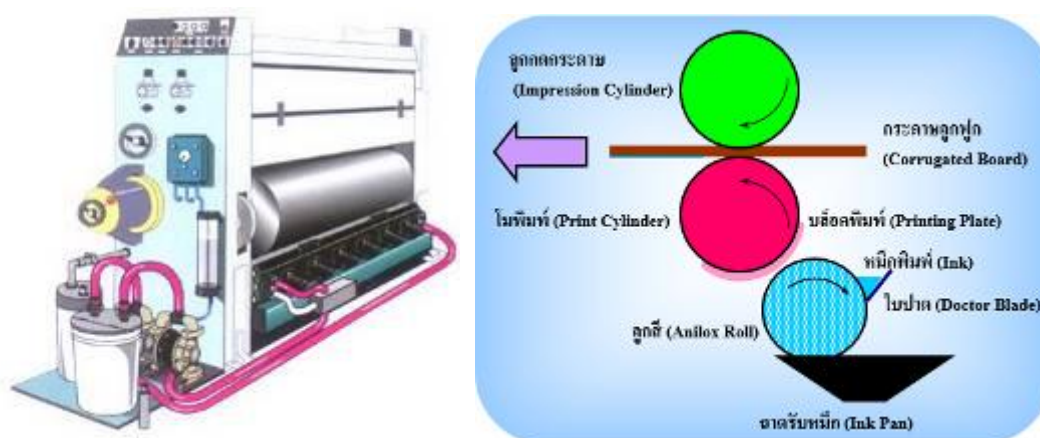 ลูกกดกระดาษ
(Impression Cylinder)
กระดาษลูกฟูก
(Corrugated Board)
โมพิมพ์ (Print Cylinder)
บล็อคพิมพ์ (Printing Plate)
หมึกพิมพ์ (Ink)
ใบปาด (Doctor Blade)
ลูกสี (Anilox Roll)
ถาดรับหมึก (Ink Pan)